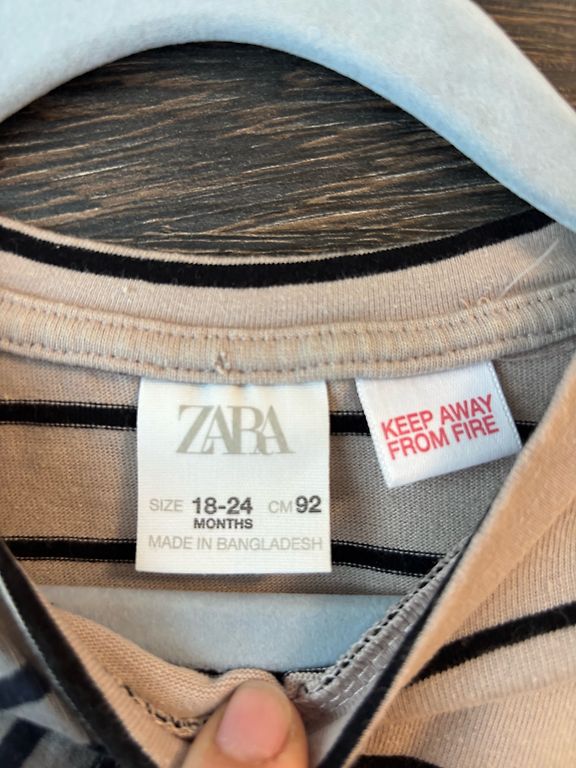 ZARA
SIZE 18-24 CM 92
MONTHS
MADE IN BANGLADESH
KEEP AWAY
FROM FIRE